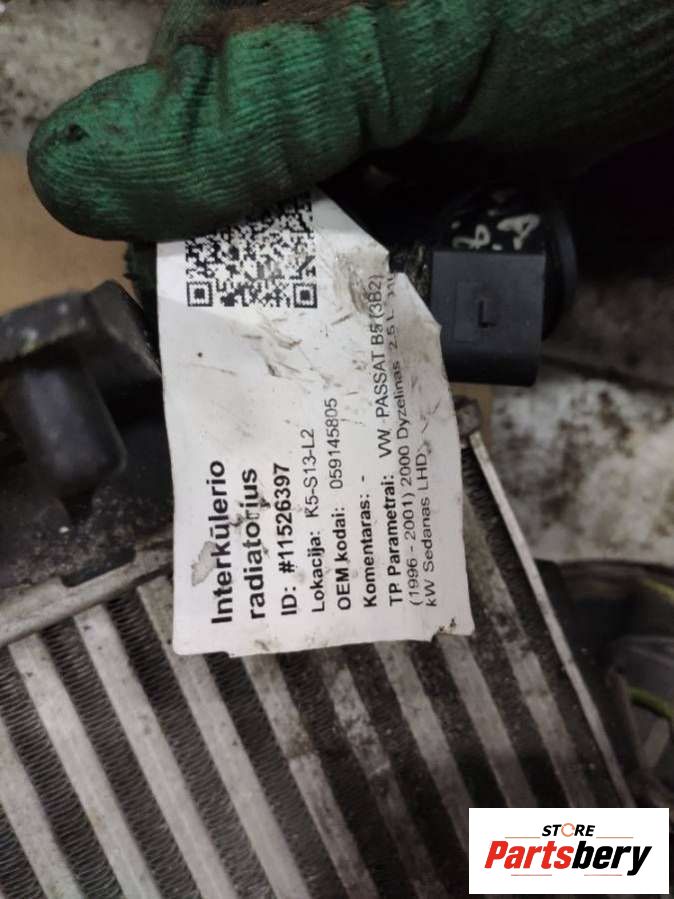 Interkūlerio
radiatorius
ID: #11526397
Lokacija: K5-S13-L2
OEM kodai: 059145805
Komentaras: -
TP Parametrai: VW PASSAT B5 (3B2)
(1996 - 2001) 2000 Dyzelinas 2.5 L
kW Sedanas LHD
STORE
Partsbery